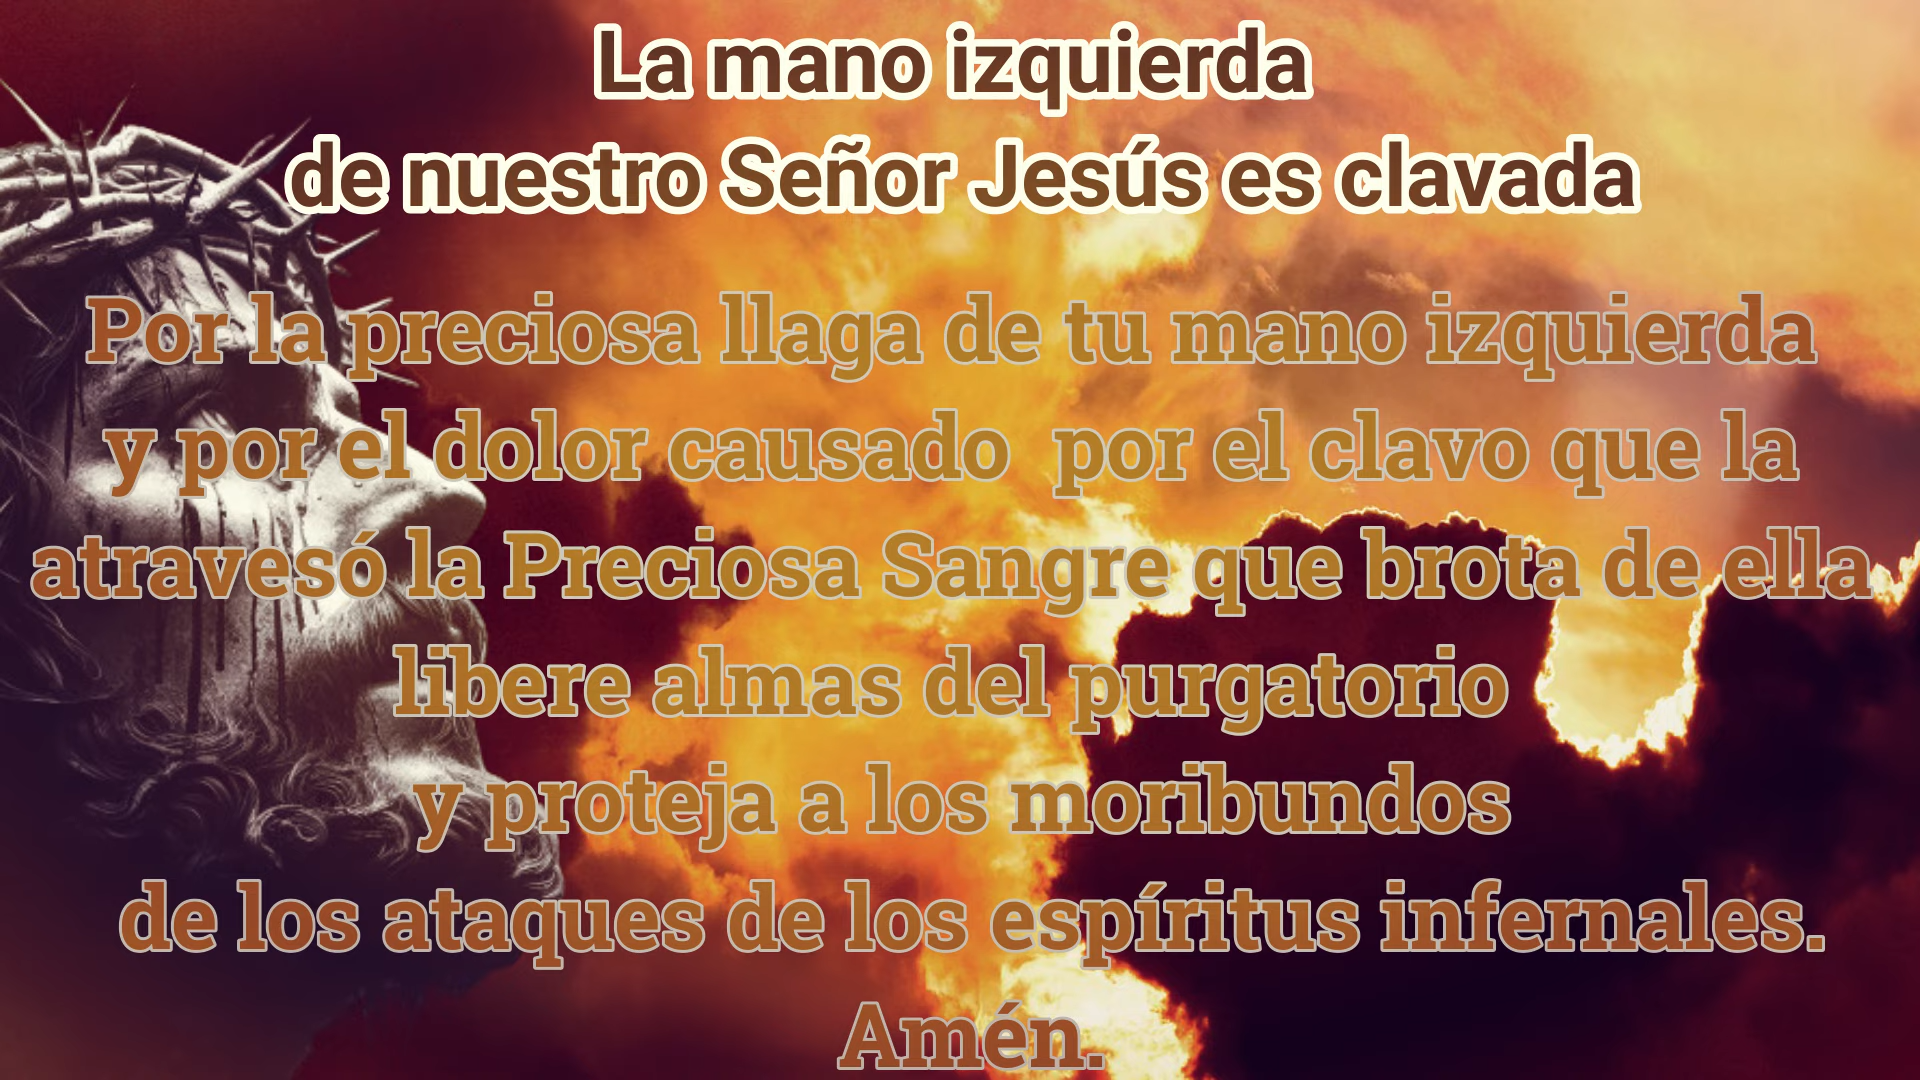 La mano izquierda
de nuestro Señor Jesús es clavada
Por la preciosa llaga de tu mano izquierda
y por el dolor causado  por el clavo que la
atravesó la Preciosa Sangre que brota de ella
libere almas del purgatorio
y proteja a los moribundos
de los ataques de los espíritus infernales.
Amén.